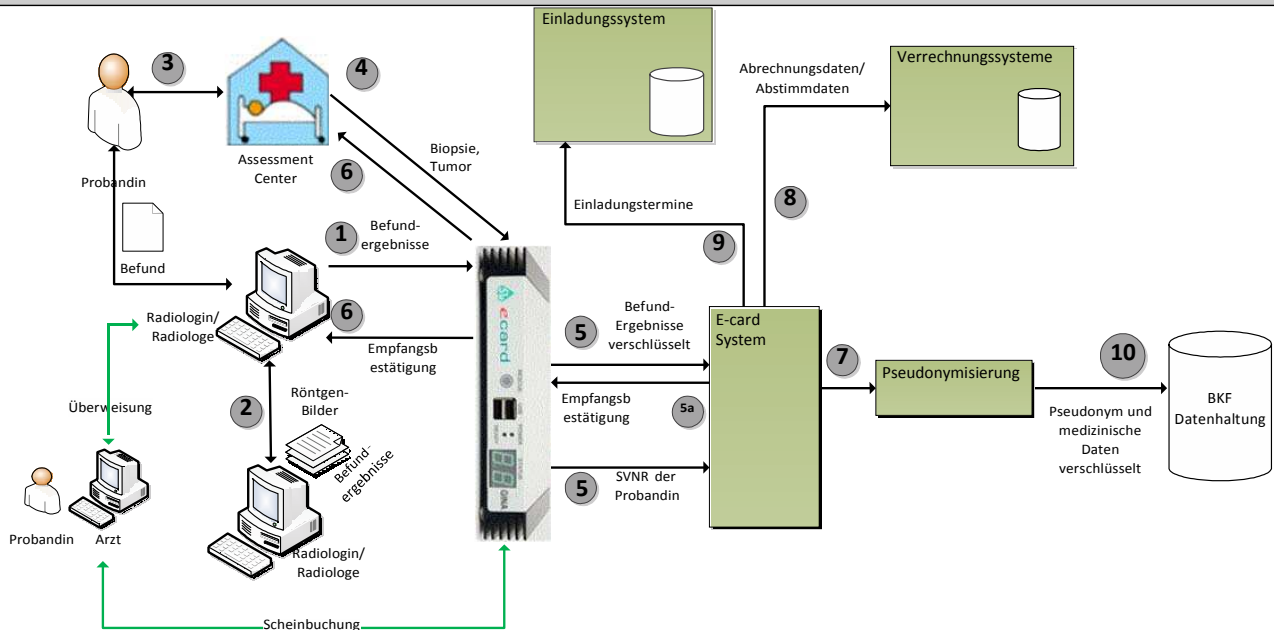 Einladungssystem
Verrechnungssysteme
3
4
Abrechnungsdaten/
Abstimmdaten
Biopsie,
Tumor
Assessment
Center
6
Probandin
8
Einladungstermine
1
Befund-
ergebnisse
9
Befund
Radiologin/
Radiologe
6
Empfangsb
estätigung
ecard
GINA
5
Befund-
Ergebnisse
verschlüsselt
E-card
System
7
Pseudonymisierung
10
BKF
Datenhaltung
Empfangsb
estätigung
5a
Pseudonym und
medizinische
Daten
verschlüsselt
2
Röntgen-
Bilder
Befund-
ergebnisse
Überweisung
5
SVNR der
Probandin
Probandin
Arzt
Radiologin/
Radiologe
Scheinbuchung